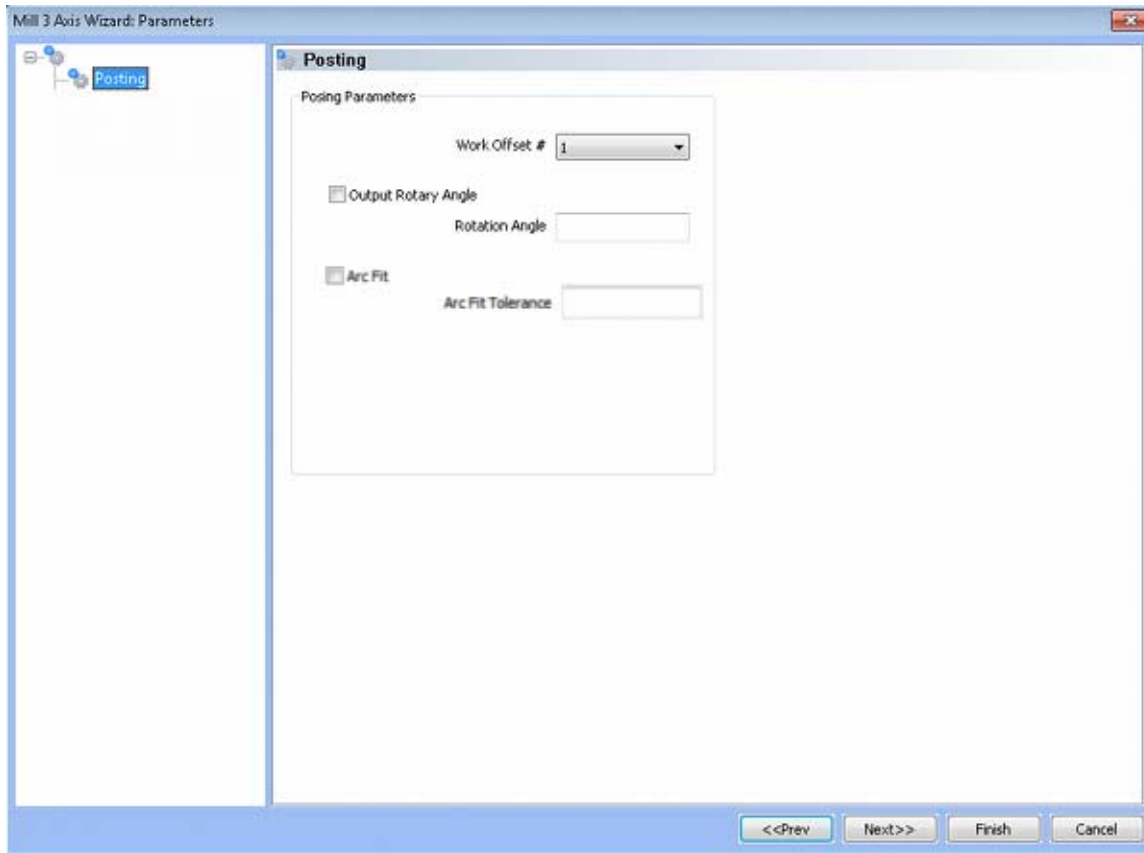 Mill 3 Axis Wizard: Parameters
Posting
Posting
Posing Parameters
Work Offset # 1
Output Rotary Angle
Rotation Angle
Arc Fit
Arc Fit Tolerance
<<Prev Next>> Finish Cancel